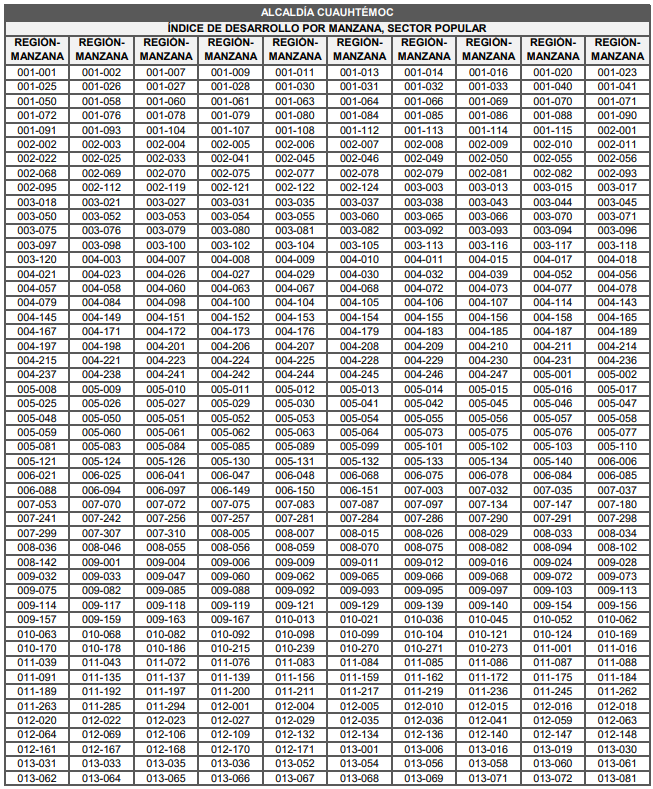 ALCALDÍA CUAUHTÉMOC
ÍNDICE DE DESARROLLO POR MANZANA, SECTOR POPULAR
REGIÓN- REGIÓN- REGIÓN- REGIÓN- REGIÓN- REGIÓN- REGIÓN- REGIÓN- REGIÓN- REGIÓN-
MANZANA MANZANA MANZANA MANZANA MANZANA MANZANA MANZANA MANZANA MANZANA MANZANA
001-001 001-002 001-007 001-009 001-011 001-013 001-014 001-016 001-020 001-023
001-025 001-026 001-027 001-028 001-030 001-031 001-032 001-033 001-040 001-041
001-050 001-058 001-060 001-061 001-063 001-064 001-066 001-069 001-070 001-071
001-072 001-076 001-078 001-079 001-080 001-084 001-085 001-086 001-088 001-090
001-091 001-093 001-104 001-107 001-108 001-112 001-113 001-114 001-115 002-001
002-002 002-003 002-004 002-005 002-006 002-007 002-008 002-009 002-010 002-011
002-022 002-025 002-033 002-041 002-045 002-046 002-049 002-050 002-055 002-056
002-068 002-069 002-070 002-075 002-077 002-078 002-079 002-081 002-082 002-093
002-095 002-112 002-119 002-121 002-122 002-124 003-003 003-013 003-015 003-017
003-018 003-021 003-027 003-031 003-035 003-037 003-038 003-043 003-044 003-045
003-050 003-052 003-053 003-054 003-055 003-060 003-065 003-066 003-070 003-071
003-075 003-076 003-079 003-080 003-081 003-082 003-092 003-093 003-094 003-096
003-097 003-098 003-100 003-102 003-104 003-105 003-113 003-116 003-117 003-118
003-120 004-003 004-007 004-008 004-009 004-010 004-011 004-015 004-017 004-018
004-021 004-023 004-026 004-027 004-029 004-030 004-032 004-039 004-052 004-056
004-057 004-058 004-060 004-063 004-067 004-068 004-072 004-073 004-077 004-078
004-079 004-084 004-098 004-100 004-104 004-105 004-106 004-107 004-114 004-143
004-145 004-149 004-151 004-152 004-153 004-154 004-155 004-156 004-158 004-165
004-167 004-171 004-172 004-173 004-176 004-179 004-183 004-185 004-187 004-189
004-197 004-198 004-201 004-206 004-207 004-208 004-209 004-210 004-211 004-214
004-215 004-221 004-223 004-224 004-225 004-228 004-229 004-230 004-231 004-236
004-237 004-238 004-241 004-242 004-244 004-245 004-246 004-247 005-001 005-002
005-008 005-009 005-010 005-011 005-012 005-013 005-014 005-015 005-016 005-017
005-025 005-026 005-027 005-029 005-030 005-041 005-042 005-045 005-046 005-047
005-048 005-050 005-051 005-052 005-053 005-054 005-055 005-056 005-057 005-058
005-059 005-060 005-061 005-062 005-063 005-064 005-073 005-075 005-076 005-077
005-081 005-083 005-084 005-085 005-089 005-099 005-101 005-102 005-103 005-110
005-121 005-124 005-126 005-130 005-131 005-132 005-133 005-134 005-140 006-006
006-021 006-025 006-041 006-047 006-048 006-068 006-075 006-078 006-084 006-085
006-088 006-094 006-097 006-149 006-150 006-151 007-003 007-032 007-035 007-037
007-053 007-070 007-072 007-075 007-083 007-087 007-097 007-134 007-147 007-180
007-241 007-242 007-256 007-257 007-281 007-284 007-286 007-290 007-291 007-298
007-299 007-307 007-310 008-005 008-007 008-015 008-026 008-029 008-033 008-034
008-036 008-046 008-055 008-056 008-059 008-070 008-075 008-082 008-094 008-102
008-142 009-001 009-004 009-006 009-009 009-011 009-012 009-016 009-024 009-028
009-032 009-033 009-047 009-060 009-062 009-065 009-066 009-068 009-072 009-073
009-075 009-082 009-085 009-088 009-092 009-093 009-095 009-097 009-103 009-113
009-114 009-117 009-118 009-119 009-121 009-129 009-139 009-140 009-154 009-156
009-157 009-159 009-163 009-167 010-013 010-021 010-036 010-045 010-052 010-062
010-063 010-068 010-082 010-092 010-098 010-099 010-104 010-121 010-124 010-169
010-170 010-178 010-186 010-215 010-239 010-270 010-271 010-273 011-001 011-016
011-039 011-043 011-072 011-076 011-083 011-084 011-085 011-086 011-087 011-088
011-091 011-135 011-137 011-139 011-156 011-159 011-162 011-172 011-175 011-184
011-189 011-192 011-197 011-200 011-211 011-217 011-219 011-236 011-245 011-262
011-263 011-285 011-294 012-001 012-004 012-005 012-010 012-015 012-016 012-018
012-020 012-022 012-023 012-027 012-029 012-035 012-036 012-041 012-059 012-063
012-064 012-069 012-106 012-109 012-132 012-134 012-136 012-140 012-147 012-148
012-161 012-167 012-168 012-170 012-171 013-001 013-006 013-016 013-019 013-030
013-031 013-033 013-035 013-036 013-052 013-054 013-056 013-058 013-060 013-061
013-062 013-064 013-065 013-066 013-067 013-068 013-069 013-071 013-072 013-081